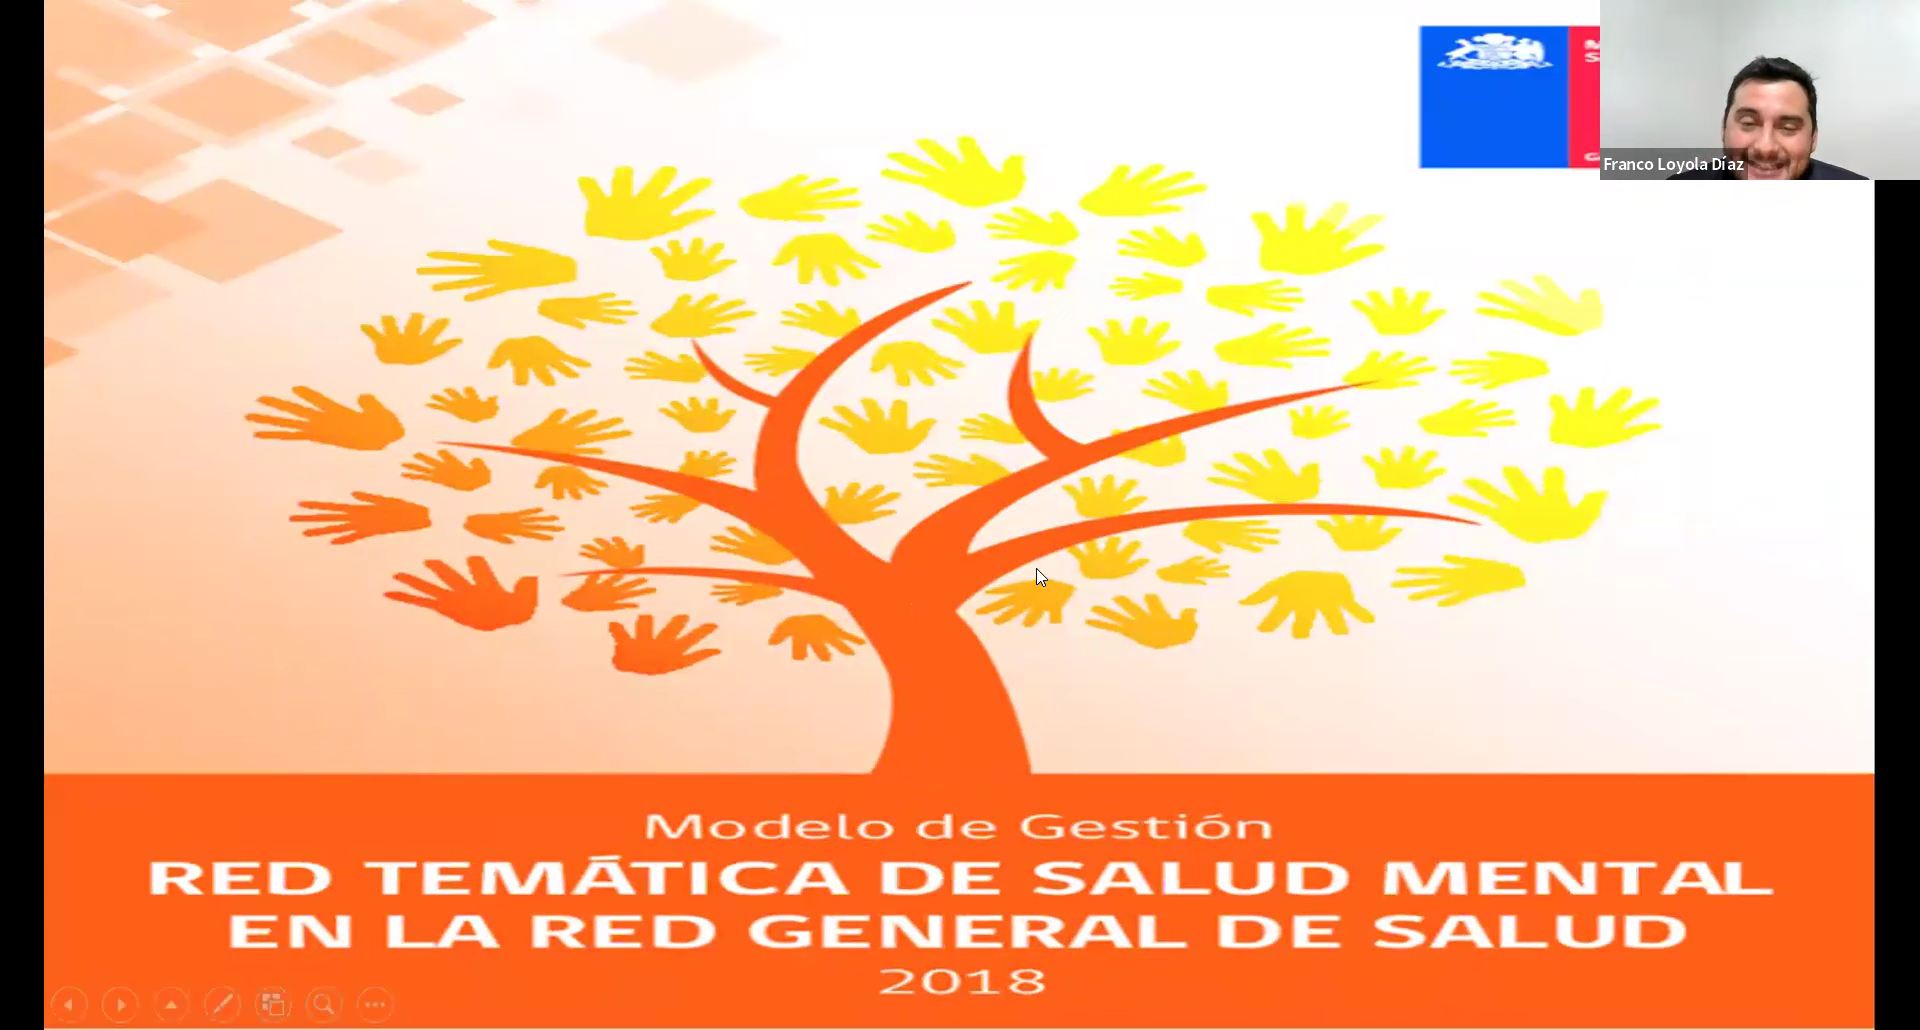 Franco Loyola Díaz
Modelo de Gestión
RED TEMÁTICA DE SALUD MENTAL
EN LA RED GENERAL DE SALUD
2018